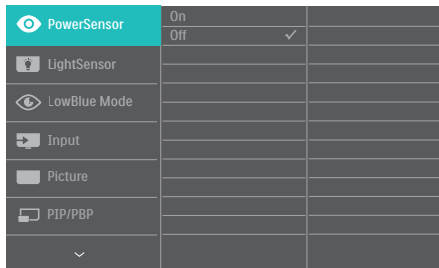 PowerSensor
On
Off
LightSensor
LowBlue Mode
Input
Picture
PIP/PBP